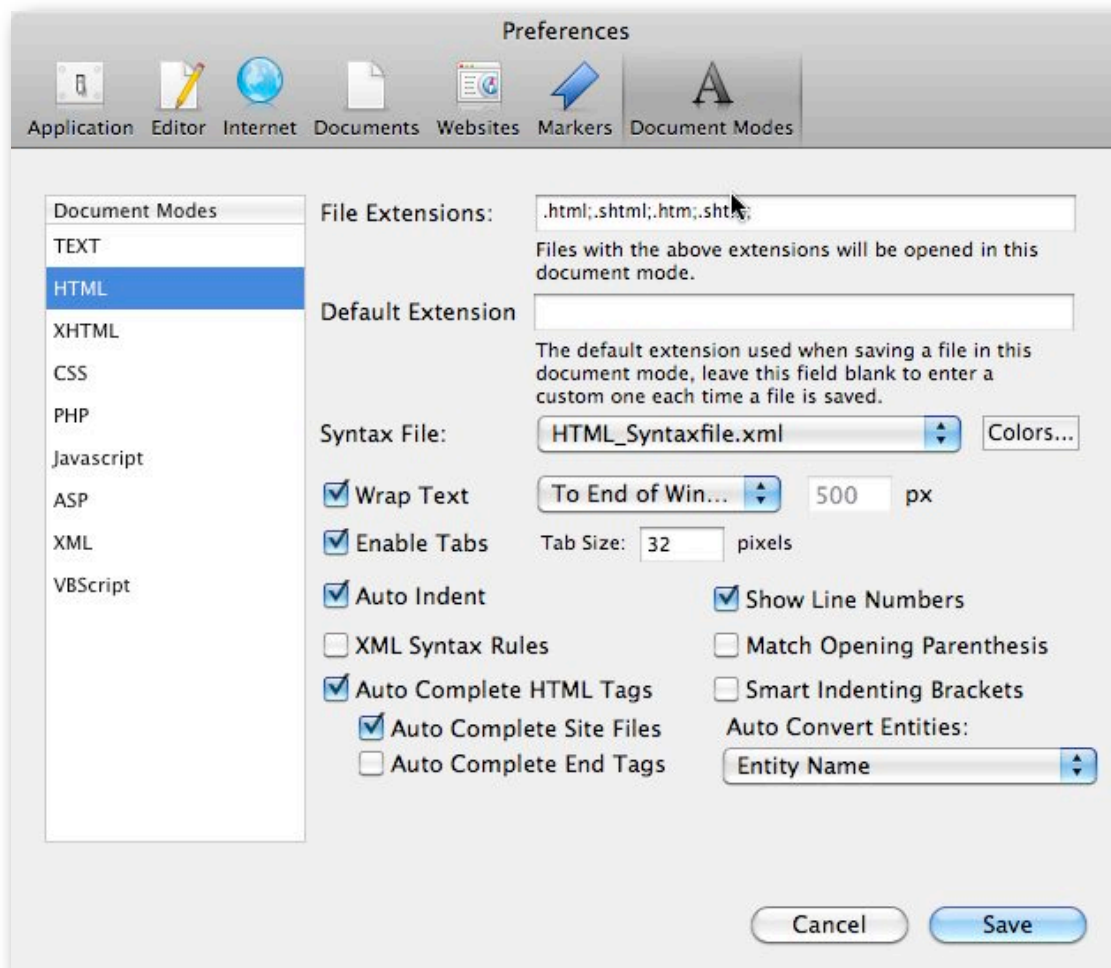 Preferences
Application Editor Internet Documents Websites Markers Document Modes
Document Modes
TEXT
HTML
XHTML
CSS
PHP
Javascript
ASP
XML
VBScript
File Extensions: .html;.shtml;.htm;
Files with the above extensions will be opened in this
document mode.
Default Extension
The default extension used when saving a file in this
document mode, leave this field blank to enter a
custom one each time a file is saved.
Syntax File: HTML_Syntaxfile.xml Colors...
Wrap Text To End of Win... 500 px
Enable Tabs Tab Size: 32 pixels
Auto Indent Show Line Numbers
XML Syntax Rules Match Opening Parenthesis
Auto Complete HTML Tags Smart Indenting Brackets
Auto Complete Site Files Auto Convert Entities:
Auto Complete End Tags Entity Name
Cancel Save